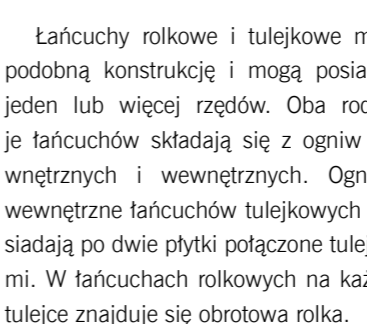 Łańcuchy rolkowe i tulejkowe m
podobną konstrukcję i mogą posia
jeden lub więcej rzędów. Oba rod
je łańcuchów składają się z ogniw
wnętrznych i wewnętrznych. Ogn
wewnętrzne łańcuchów tulejkowych
siadają po dwie płytki połączone tulej
mi. W łańcuchach rolkowych na każ
tulejce znajduje się obrotowa rolka.